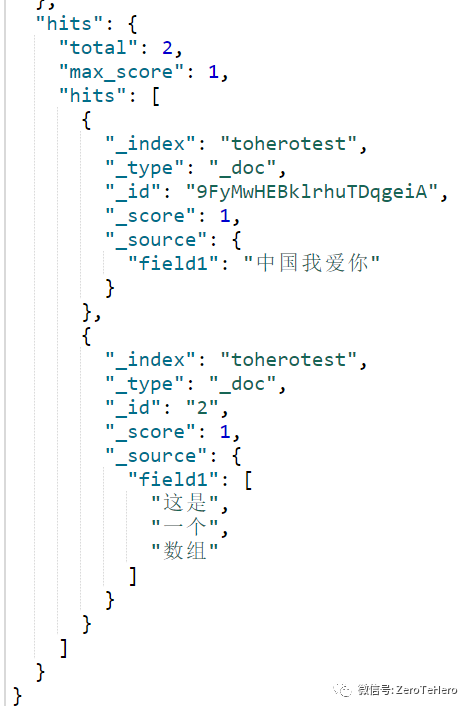 },
"hits": {
"total": 2,
"max_score": 1,
"hits": [
{
"_index": "toherotest",
"_type": "_doc",
"_id": "9FyMwHEBklrhuTDqgeiA",
"_score": 1,
"_source": {
"field1": "中国我爱你"
}
},
{
"_index": "toherotest",
"_type": "_doc",
"_id": "2",
"_score": 1,
"_source": {
"field1": [
"这是",
"一个",
"数组"
]
}
}
]
}
}
微信号: ZeroTeHero